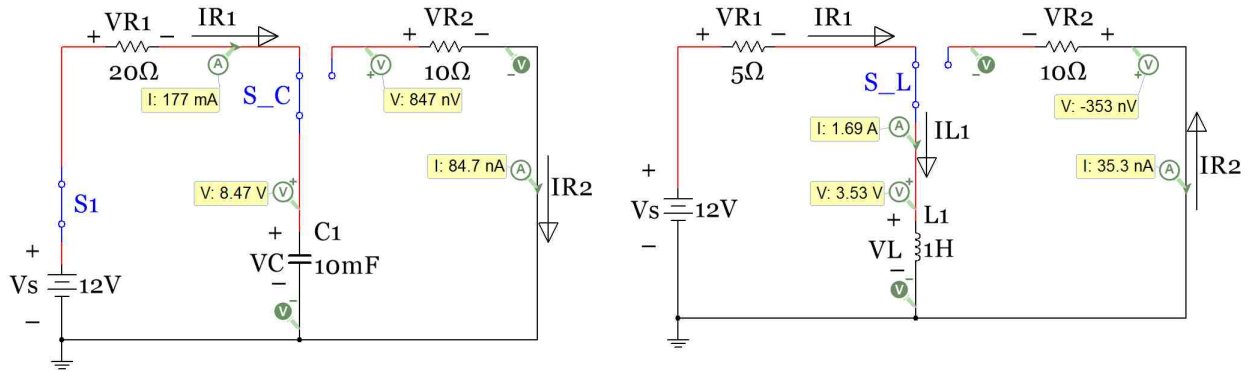 VR1
IR1
VR2
+
−
+
−
A
V
V
+
−
20Ω
10Ω
I: 177 mA
S_C
V: 847 nV
I: 84.7 nA
A
IR2
V: 8.47 V
V
+
S1
+
C1
+
VC
10mF
Vs
12V
−
−
V
−
VR1
IR1
VR2
+
−
−
+
V
V
−
+
5Ω
10Ω
S_L
V: -353 nV
I: 1.69 A
A
IL1
I: 35.3 nA
A
IR2
V: 3.53 V
V
+
+
Vs
12V
−
+
L1
VL
1H
−
V
−